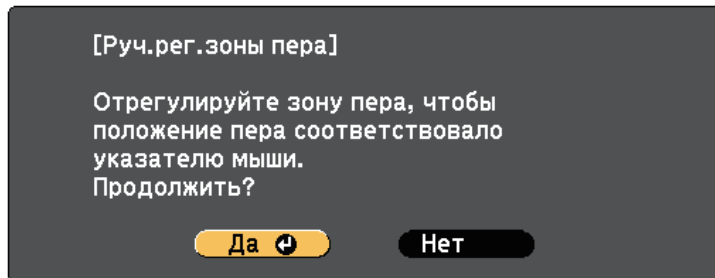 [Руч.рег.зоны пера]
Отрегулируйте зону пера, чтобы
положение пера соответствовало
указателю мыши.
Продолжить?
Да Нет